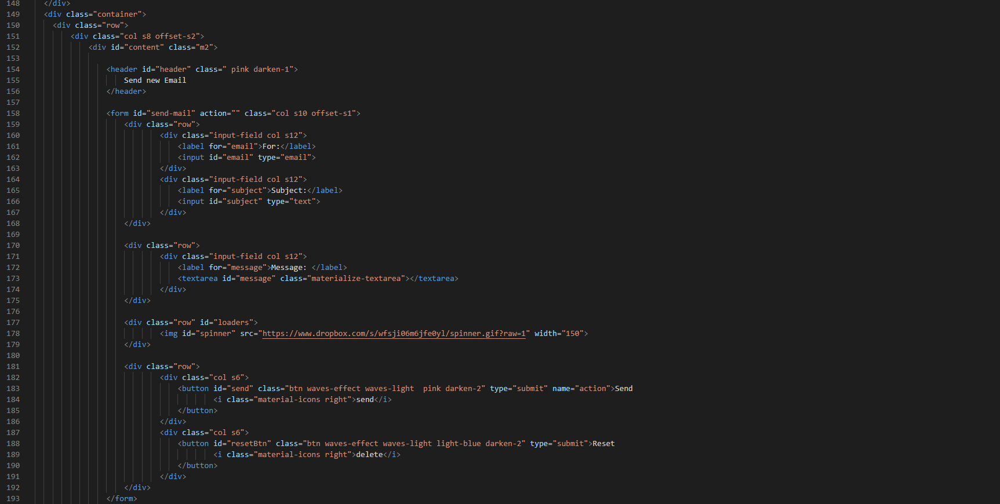 148 </div>
149 <div class="container">
150 <div class="row">
151 <div class="col s8 offset-s2">
152 <div id="content" class="m2">
153
154 <header id="header" class=" pink darken-1">
155 Send new Email
156 </header>
157
158 <form id="send-mail" action="" class="col s10 offset-s1">
159 <div class="row">
160 <div class="input-field col s12">
161 <label for="email">For:</label>
162 <input id="email" type="email">
163 </div>
164 <div class="input-field col s12">
165 <label for="subject">Subject:</label>
166 <input id="subject" type="text">
167 </div>
168 </div>
169
170 <div class="row">
171 <div class="input-field col s12">
172 <label for="message">Message: </label>
173 <textarea id="message" class="materialize-textarea"></textarea>
174 </div>
175 </div>
176
177 <div class="row" id="loaders">
178 <img id="spinner" src="https://www.dropbox.com/s/wfsji06m6jfe0yl/spinner.gif?raw=1" width="150">
179 </div>
180
181 <div class="row">
182 <div class="col s6">
183 <button id="send" class="btn waves-effect waves-light  pink darken-2" type="submit" name="action">Send
184 <i class="material-icons right">send</i>
185 </button>
186 </div>
187 <div class="col s6">
188 <button id="resetBtn" class="btn waves-effect waves-light light-blue darken-2" type="submit">Reset
189 <i class="material-icons right">delete</i>
190 </button>
191 </div>
192 </div>
193 </form>